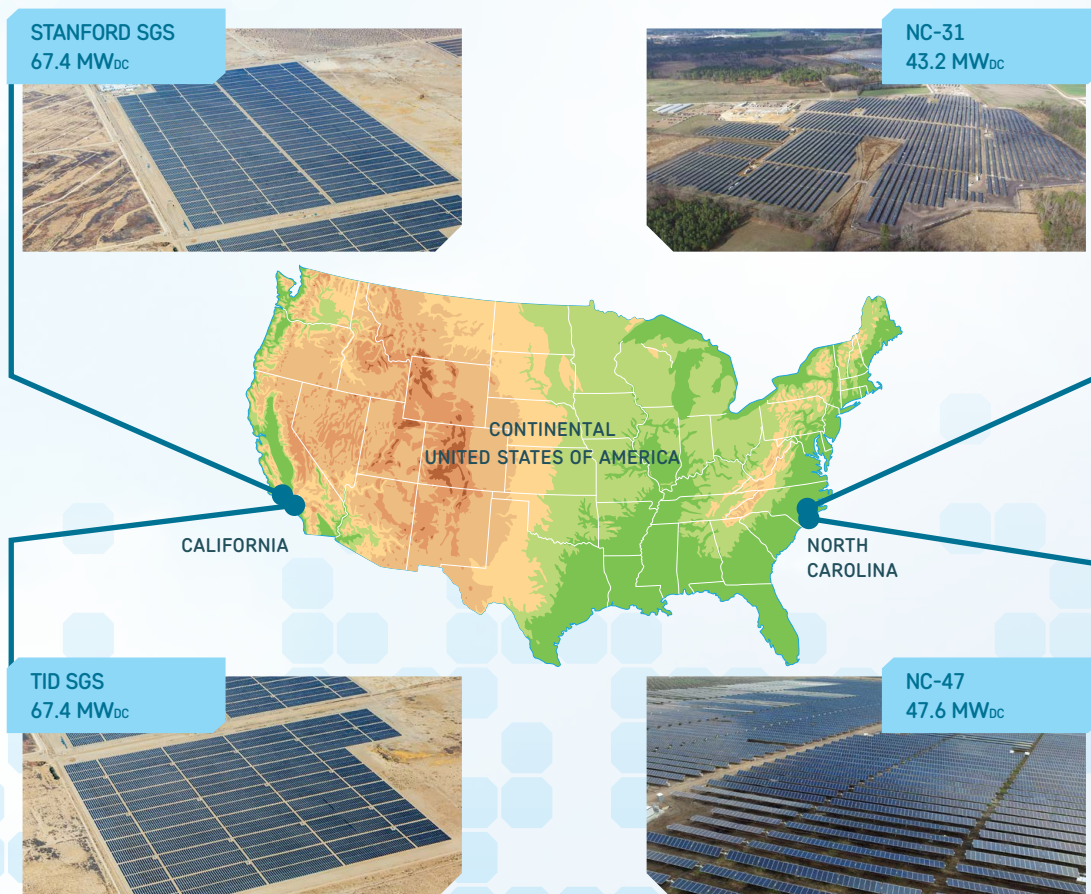 STANFORD SGS
67.4 MWDC
NC-31
43.2 MWDC
CONTINENTAL
UNITED STATES OF AMERICA
CALIFORNIA
NORTH
CAROLINA
TID SGS
67.4 MWDC
NC-47
47.6 MWDC